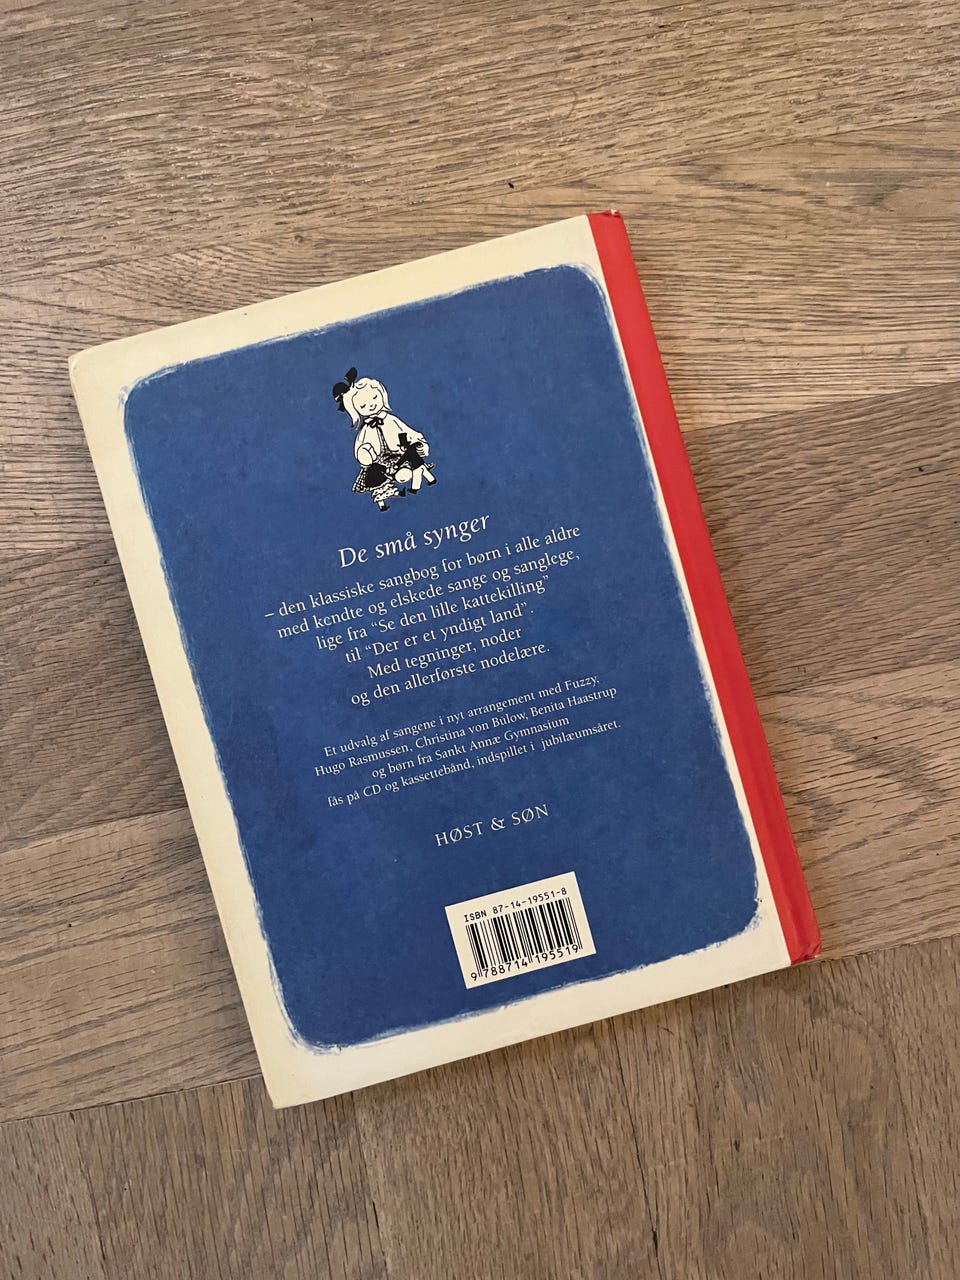 De små synger
– den klassiske sangbog for børn i alle aldre
med kendte og elskede sange og sanglege,
lige fra “Se den lille kattekilling”
til “Der er et yndigt land”.
Med tegninger, noder
og den allerførste nodelære.
Et udvalg af sangene i nyt arrangement med Fuzzy,
Hugo Rasmussen, Christina von Bülow, Benita Haastrup
og børn fra Sankt Annæ Gymnasium
fås på CD og kassettebånd, indspillet i jubilæumsåret.
HØST & SØN
ISBN 87-14-19551-8
9 788714 195519